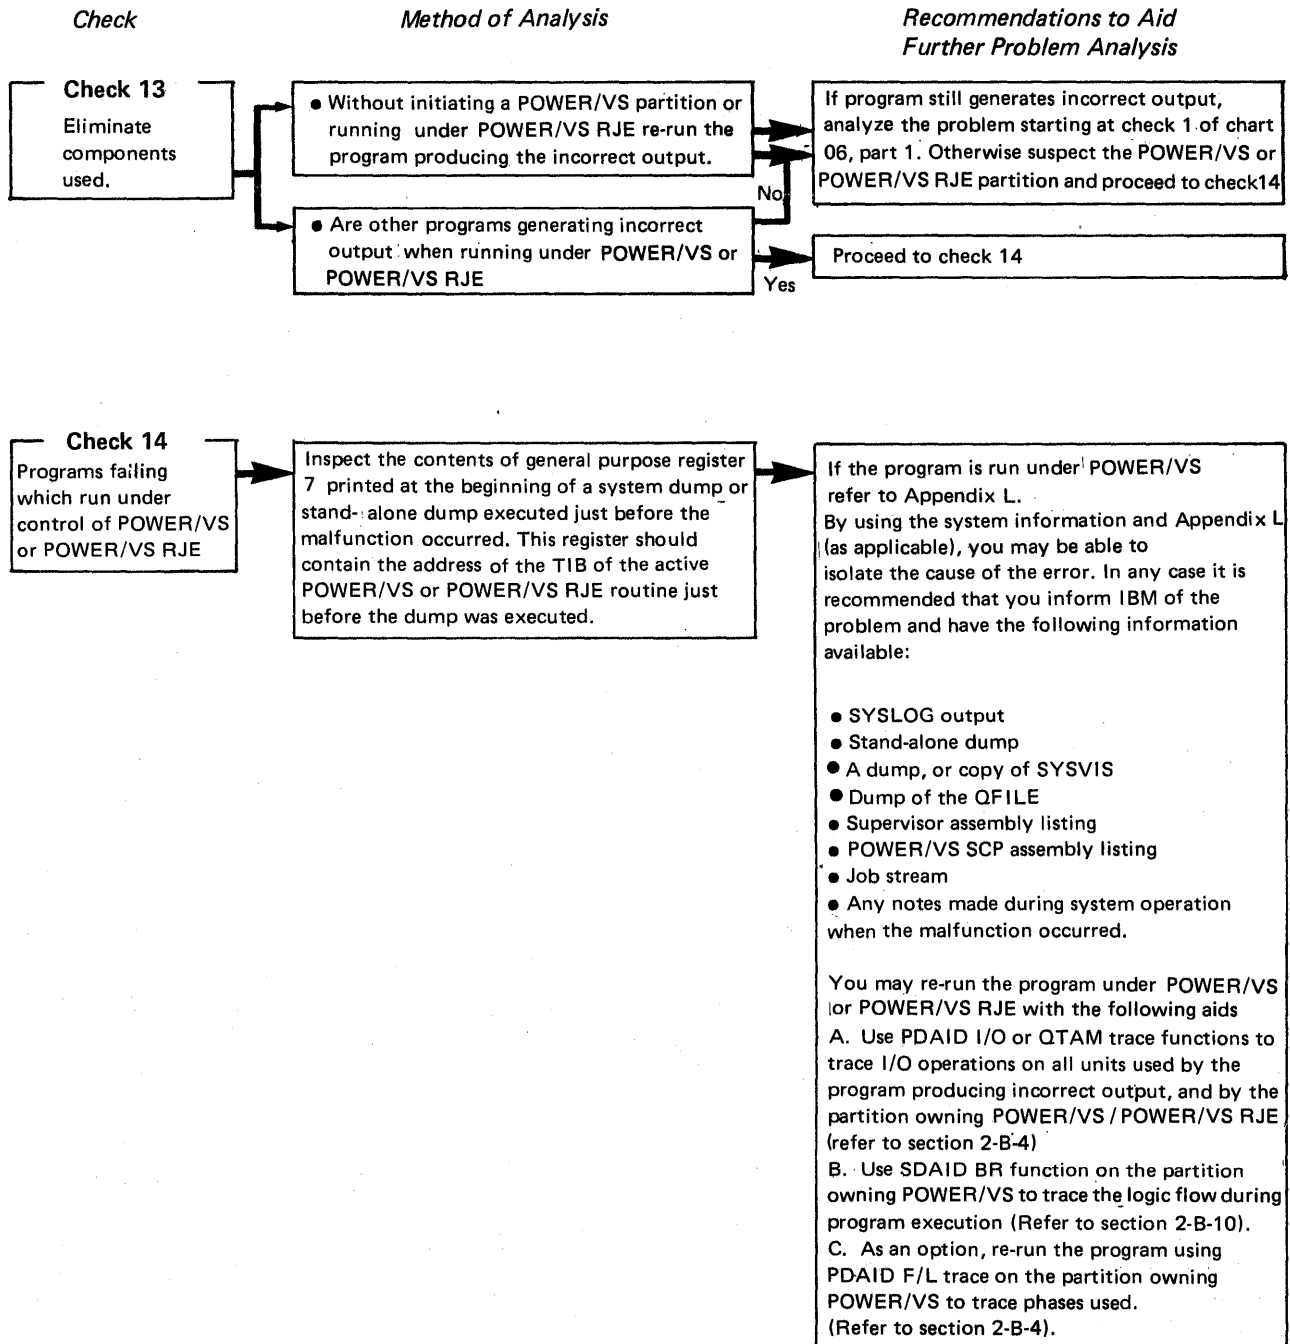 Check
Method of Analysis
Recommendations to Aid
Further Problem Analysis
Check 13
Eliminate
components
used.
• Without initiating a POWER/VS partition or
running under POWER/VS RJE re-run the
program producing the incorrect output.
If program still generates incorrect output,
analyze the problem starting at check 1 of chart
06, part 1. Otherwise suspect the POWER/VS or
POWER/VS RJE partition and proceed to check14
No
• Are other programs generating incorrect
output when running under POWER/VS or
POWER/VS RJE
Yes
Proceed to check 14
Check 14
Programs failing
which run under
control of POWER/VS
or POWER/VS RJE
Inspect the contents of general purpose register
7 printed at the beginning of a system dump or
stand-alone dump executed just before the
malfunction occurred. This register should
contain the address of the TIB of the active
POWER/VS or POWER/VS RJE routine just
before the dump was executed.
If the program is run under POWER/VS
refer to Appendix L.
By using the system information and Appendix L
(as applicable), you may be able to
isolate the cause of the error. In any case it is
recommended that you inform IBM of the
problem and have the following information
available:
• SYSLOG output
• Stand-alone dump
• A dump, or copy of SYSVIS
• Dump of the QFILE
• Supervisor assembly listing
• POWER/VS SCP assembly listing
• Job stream
• Any notes made during system operation
when the malfunction occurred.
You may re-run the program under POWER/VS
or POWER/VS RJE with the following aids
A. Use PDAID I/O or QTAM trace functions to
trace I/O operations on all units used by the
program producing incorrect output, and by the
partition owning POWER/VS / POWER/VS RJE
(refer to section 2-B-4)
B. Use SDAID BR function on the partition
owning POWER/VS to trace the logic flow during
program execution (Refer to section 2-B-10).
C. As an option, re-run the program using
PDAID F/L trace on the partition owning
POWER/VS to trace phases used.
(Refer to section 2-B-4).